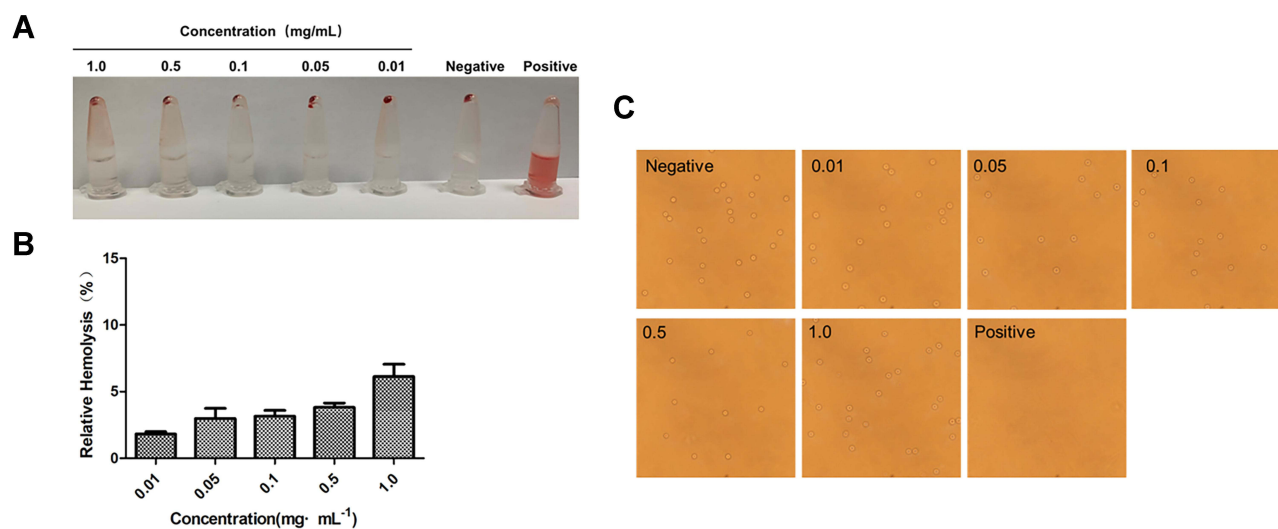 A
Concentration (mg/mL)
1.0 0.5 0.1 0.05 0.01 Negative Positive
B
15
10
5
0
Relative Hemolysis (%)
0.01 0.05 0.1 0.5 1.0
Concentration(mg· mL-1)
C
Negative 0.01 0.05 0.1
0.5 1.0 Positive